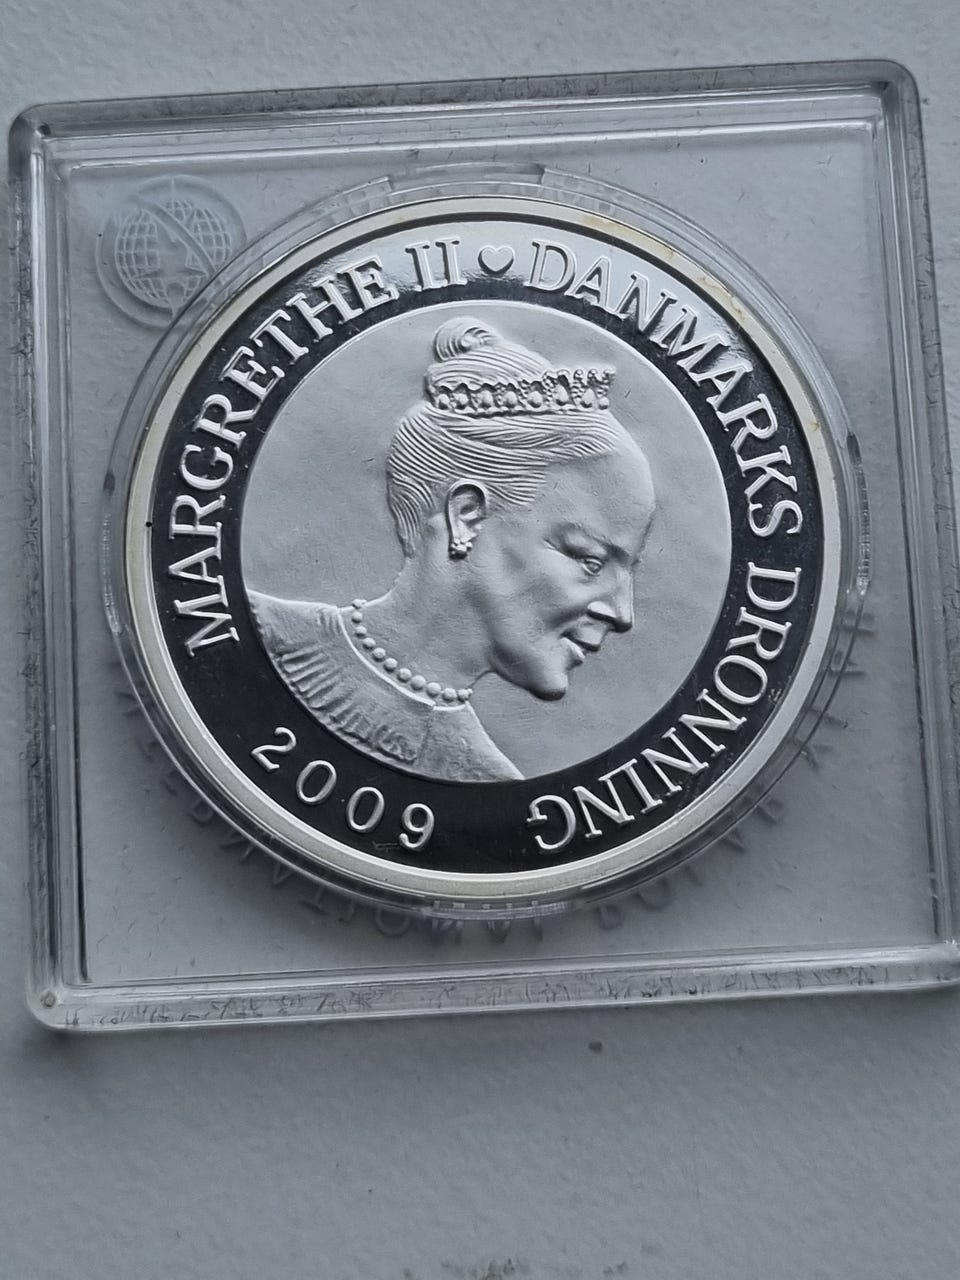 MARGRETHE II ♥ DANMARKS DRONNING
2009